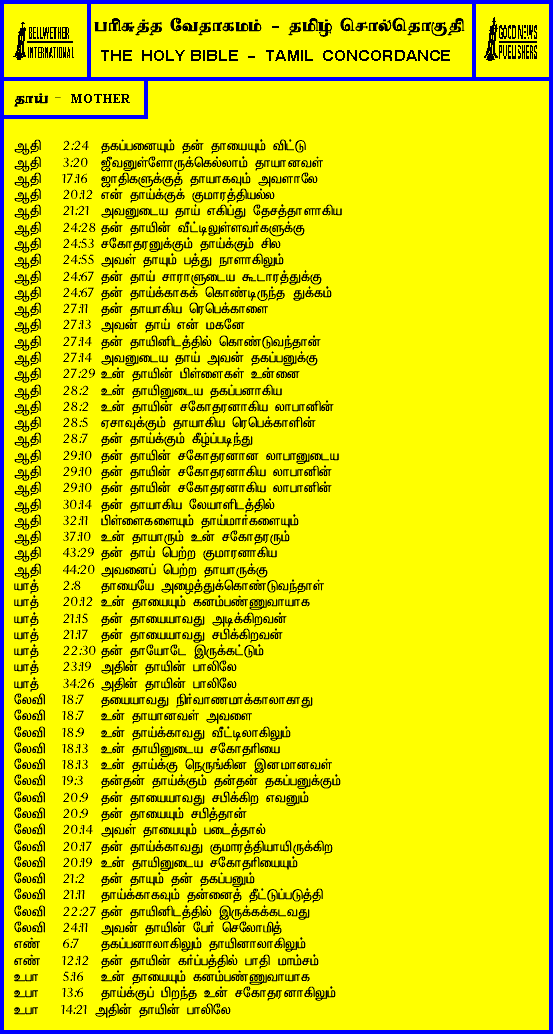 BELLWETHER
INTERNATIONAL
பரிசுத்த வேதாகமம் - தமிழ் சொல்தொகுதி
THE HOLY BIBLE - TAMIL CONCORDANCE
GOOD NEWS
PUBLISHERS
தாய் - MOTHER
ஆதி 2:24 தகப்பனையும் தன் தாயையும் விட்டு
ஆதி 3:20 ஜீவனுள்ளோருக்கெல்லாம் தாயானவள்
ஆதி 17:16 ஜாதிகளுக்குத் தாயாகவும் அவளாலே
ஆதி 20:12 என் தாய்க்குக் குமாரத்தியல்ல
ஆதி 21:21 அவனுடைய தாய் எகிப்து தேசத்தாளாகிய
ஆதி 24:28 தன் தாயின் வீட்டிலுள்ளவர்களுக்கு
ஆதி 24:53 சகோதரனுக்கும் தாய்க்கும் சில
ஆதி 24:55 அவள் தாயும் பத்து நாளாகிலும்
ஆதி 24:67 தன் தாய் சாராளுடைய கூடாரத்துக்கு
ஆதி 24:67 தன் தாய்க்காகக் கொண்டிருந்த துக்கம்
ஆதி 27:11 தன் தாயாகிய ரெபெக்காளை
ஆதி 27:13 அவன் தாய் என் மகனே
ஆதி 27:14 தன் தாயினிடத்தில் கொண்டுவந்தான்
ஆதி 27:14 அவனுடைய தாய் அவன் தகப்பனுக்கு
ஆதி 27:29 உன் தாயின் பிள்ளைகள் உன்னை
ஆதி 28:2 உன் தாயினுடைய தகப்பனாகிய
ஆதி 28:2 உன் தாயின் சகோதரனாகிய லாபானின்
ஆதி 28:5 ஏசாவுக்கும் தாயாகிய ரெபெக்காளின்
ஆதி 28:7 தன் தாய்க்கும் கீழ்ப்படிந்து
ஆதி 29:10 தன் தாயின் சகோதரனான லாபானுடைய
ஆதி 29:10 தன் தாயின் சகோதரனாகிய லாபானின்
ஆதி 29:10 தன் தாயின் சகோதரனாகிய லாபானின்
ஆதி 30:14 தன் தாயாகிய லேயாளிடத்தில்
ஆதி 32:11 பிள்ளைகளையும் தாய்மார்களையும்
ஆதி 37:10 உன் தாயாரும் உன் சகோதரரும்
ஆதி 43:29 தன் தாய் பெற்ற குமாரனாகிய
ஆதி 44:20 அவனைப் பெற்ற தாயாருக்கு
யாத் 2:8 தாயையே அழைத்துக்கொண்டுவந்தாள்
யாத் 20:12 உன் தாயையும் கனம்பண்ணுவாயாக
யாத் 21:15 தன் தாயையாவது அடிக்கிறவன்
யாத் 21:17 தன் தாயையாவது சபிக்கிறவன்
யாத் 22:30 தன் தாயோடே இருக்கட்டும்
யாத் 23:19 அதின் தாயின் பாலிலே
யாத் 34:26 அதின் தாயின் பாலிலே
லேவி 18:7 தயையாவது நிர்வாணமாக்காலாகாது
லேவி 18:7 உன் தாயானவள் அவளை
லேவி 18:9 உன் தாய்க்காவது வீட்டிலாகிலும்
லேவி 18:13 உன் தாயினுடைய சகோதரியை
லேவி 18:13 உன் தாய்க்கு நெருங்கின இனமானவள்
லேவி 19:3 தன்தன் தாய்க்கும் தன்தன் தகப்பனுக்கும்
லேவி 20:9 தன் தாயையாவது சபிக்கிற எவனும்
லேவி 20:9 தன் தாயையும் சபித்தான்
லேவி 20:14 அவள் தாயையும் படைத்தால்
லேவி 20:17 தன் தாய்க்காவது குமாரத்தியாயிருக்கிற
லேவி 20:19 உன் தாயினுடைய சகோதரியையும்
லேவி 21:2 தன் தாயும் தன் தகப்பனும்
லேவி 21:11 தாய்க்காகவும் தன்னைத் தீட்டுப்படுத்தி
லேவி 22:27 தன் தாயினிடத்தில் இருக்கக்கடவது
லேவி 24:11 அவன் தாயின் பேர் செலோமித்
எண் 6:7 தகப்பனாலாகிலும் தாயினாலாகிலும்
எண் 12:12 தன் தாயின் கர்ப்பத்தில் பாதி மாம்சம்
உபா 5:16 உன் தாயையும் கனம்பண்ணுவாயாக
உபா 13:6 தாய்க்குப் பிறந்த உன் சகோதரனாகிலும்
உபா 14:21 அதின் தாயின் பாலிலே